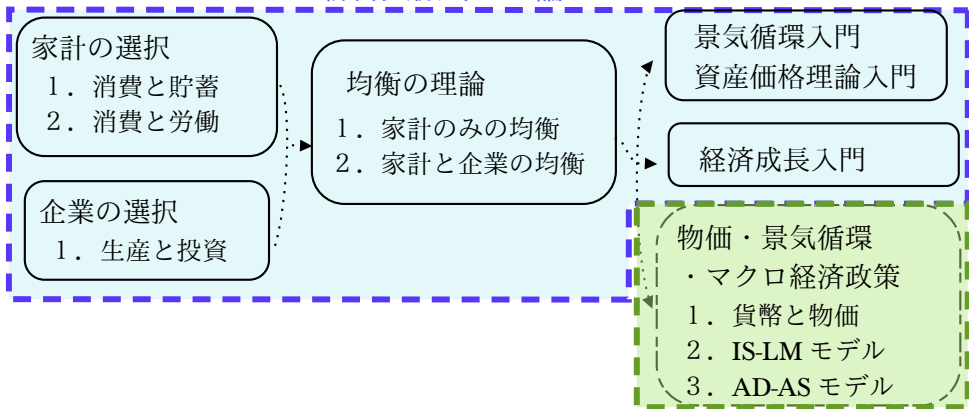 家計の選択
１．消費と貯蓄
２．消費と労働
企業の選択
１．生産と投資
均衡の理論
１．家計のみの均衡
２．家計と企業の均衡
景気循環入門
資産価格理論入門
経済成長入門
物価・景気循環
・マクロ経済政策
１．貨幣と物価
２．IS-LM モデル
３．AD-AS モデル